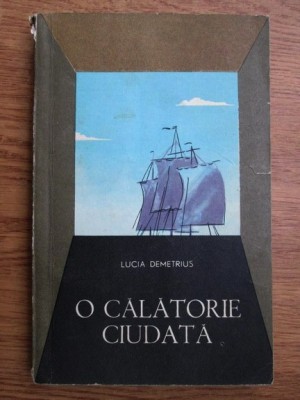 LUCIA DEMETRIUS
O CĂLĂTORIE
CIUDATĂ